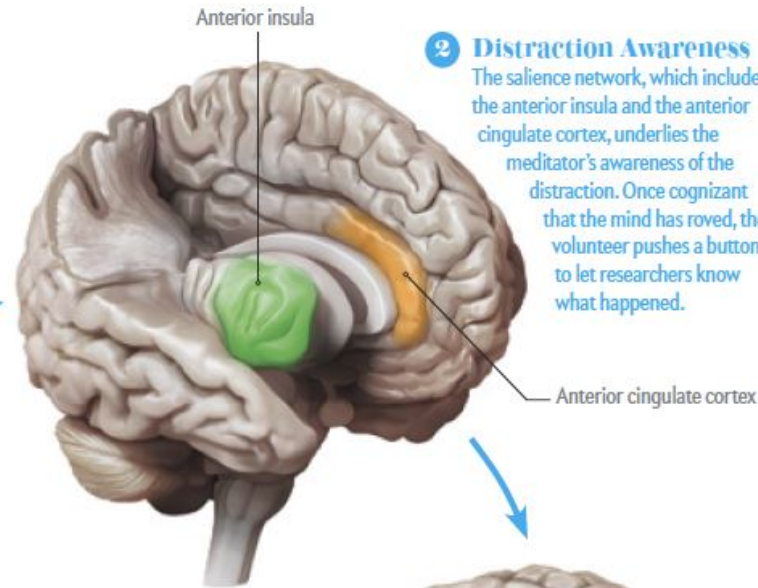 Anterior insula
2 Distraction Awareness
The salience network, which include
the anterior insula and the anterior
cingulate cortex, underlies the
meditator's awareness of the
distraction. Once cognizant
that the mind has roved, the
volunteer pushes a button
to let researchers know
what happened.
Anterior cingulate cortex